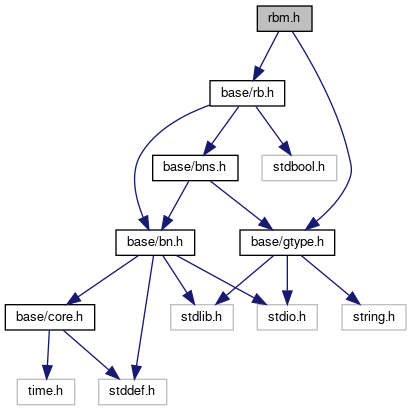 rbm.h
base/rb.h
base/bns.h
stdbool.h
base/bn.h
base/gtype.h
base/core.h
stdlib.h
stdio.h
string.h
time.h
stddef.h